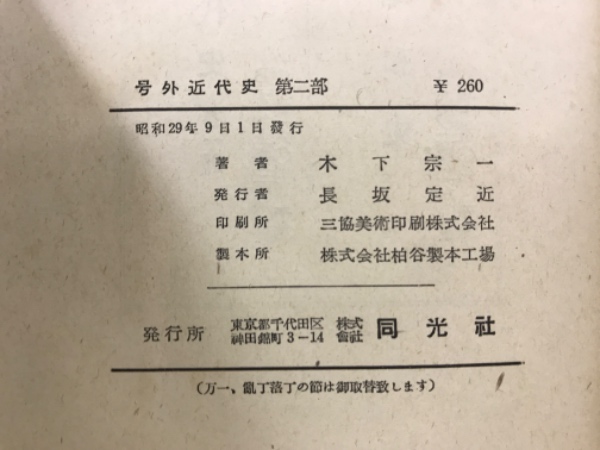 号外近代史 第二部 ¥ 260
昭和29年9日1日發行
著者 木下宗一
発行者 長坂定近
印刷所 三協美術印刷株式会社
製本所 株式会社柏谷製本工場
発行所 東京都千代田区神田錦町3-14 株式會社 同光社
(万一、亂丁落丁の節は御取替致します)